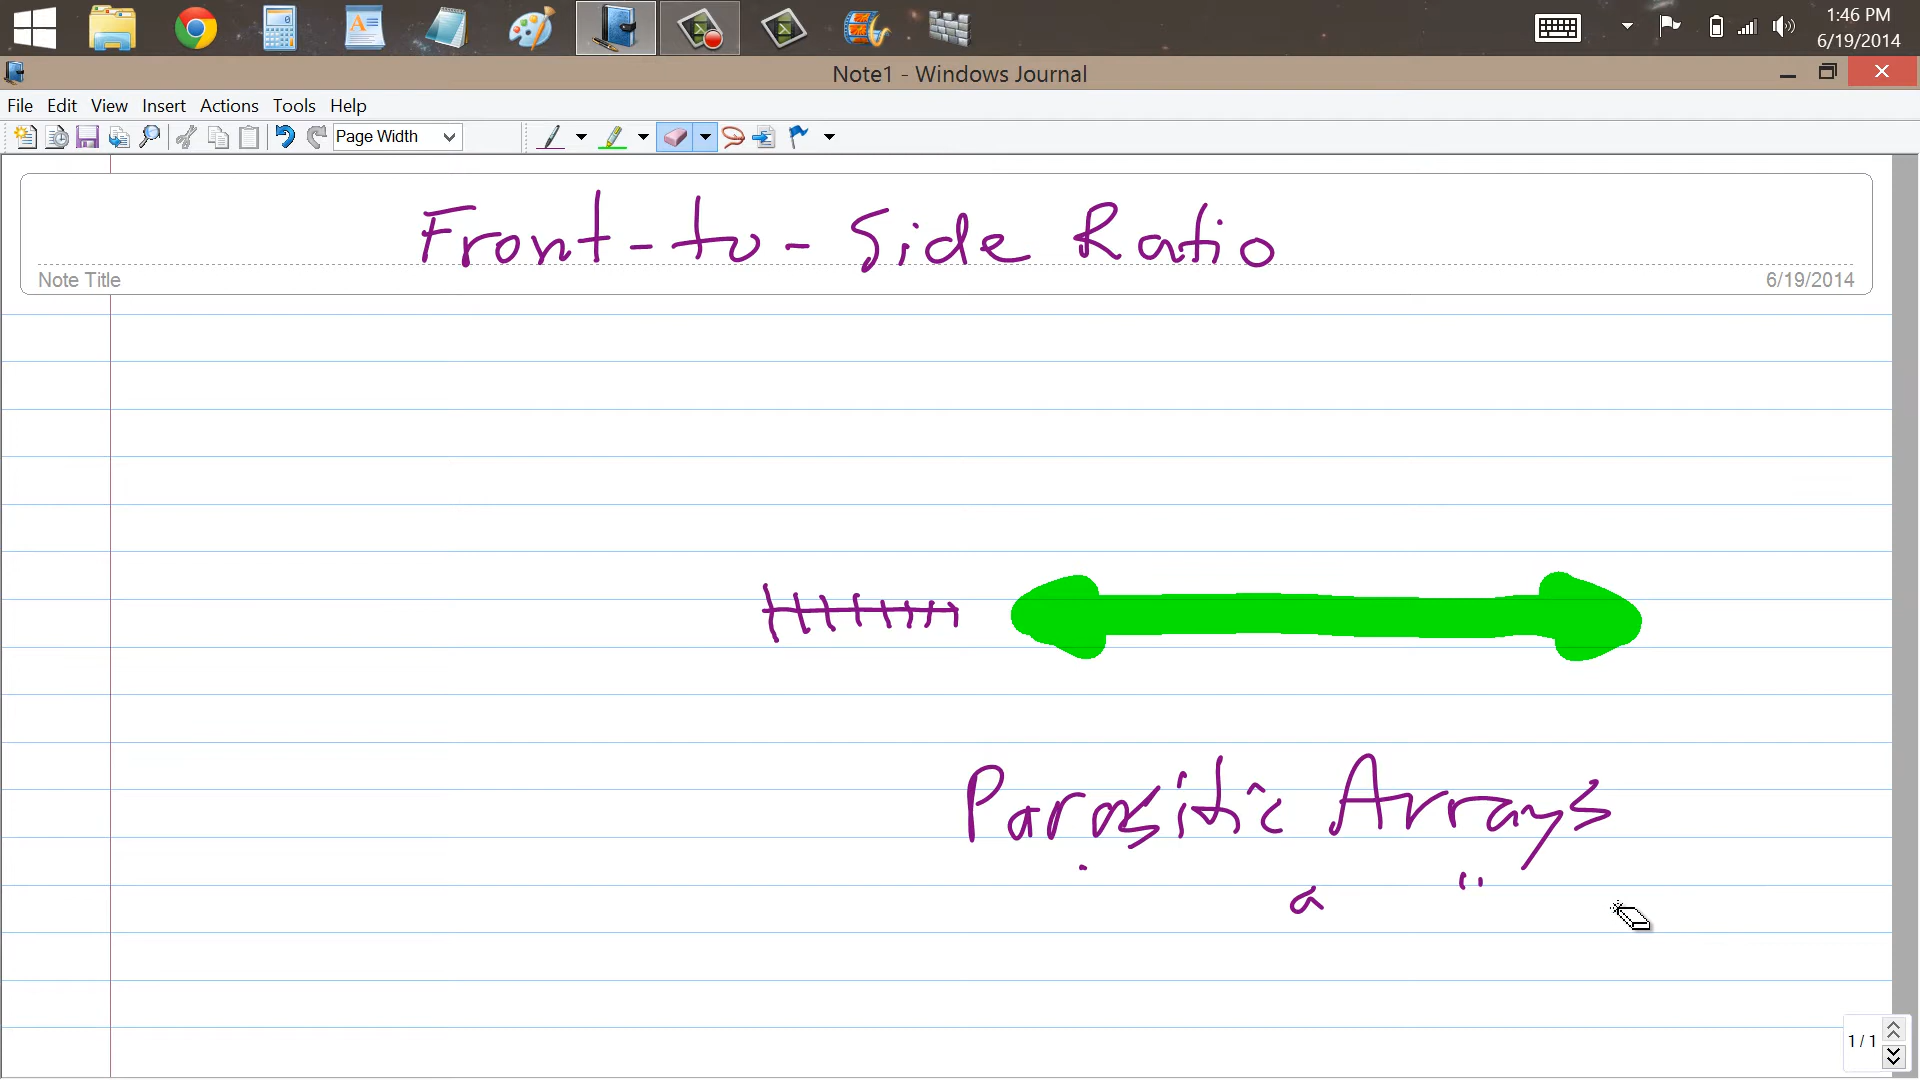 1:46 PM
6/19/2014
Note1 - Windows Journal
File Edit View Insert Actions Tools Help
Page Width
Front-to-Side Ratio
Note Title 6/19/2014
Parasitic Arrays
a "
1 / 1